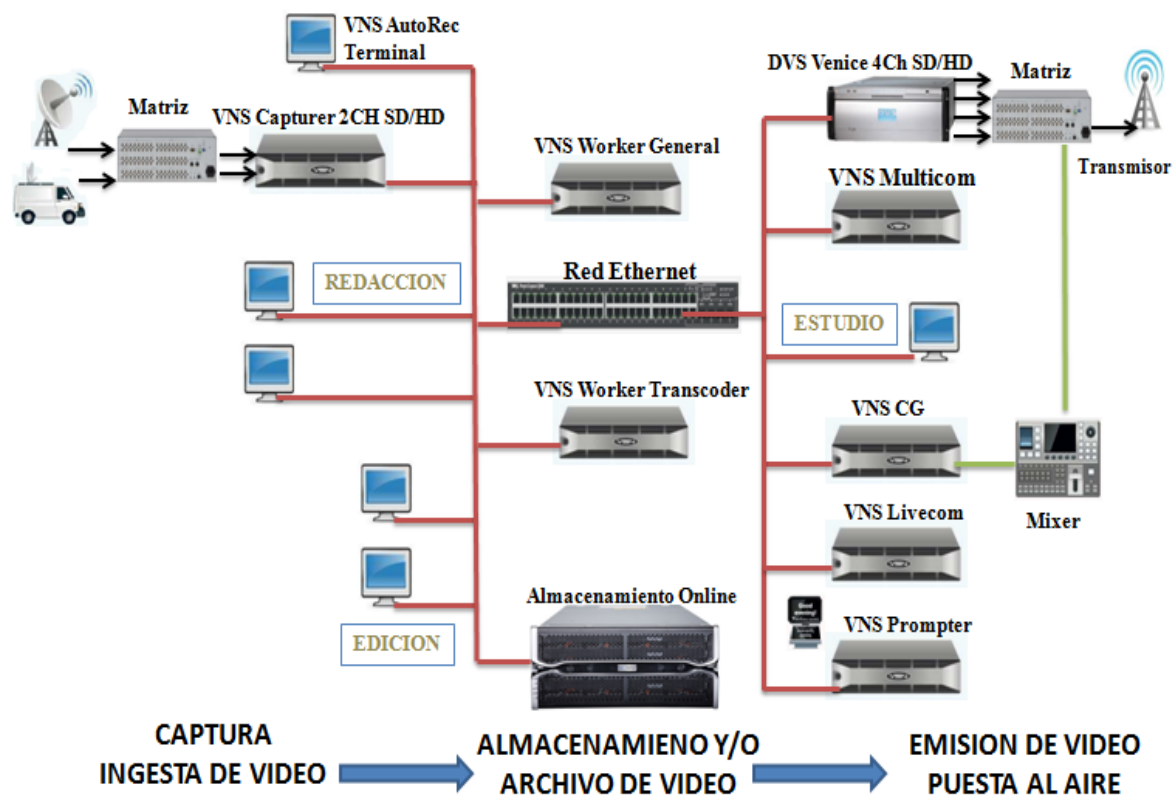 VNS AutoRec
Terminal
Matriz
VNS Capturer 2CH SD/HD
DVS Venice 4Ch SD/HD
Matriz
Transmisor
VNS Worker General
VNS Multicom
REDACCION
Red Ethernet
ESTUDIO
VNS Worker Transcoder
VNS CG
Mixer
VNS Livecom
EDICION
Almacenamiento Online
Good
VNS Prompter
CAPTURA
INGESTA DE VIDEO
ALMACENAMIENO Y/O
ARCHIVO DE VIDEO
EMISION DE VIDEO
PUESTA AL AIRE